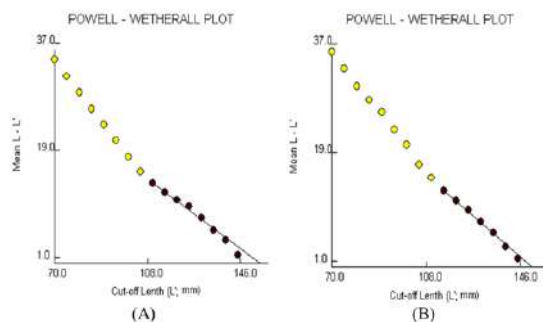 POWELL - WETHERALL PLOT
37.0
19.0
1.0
Mean L - L'
70.0 108.0 146.0
Cut-off Lenth (L'; mm)
(A)
POWELL - WETHERALL PLOT
37.0
19.0
1.0
Mean L - L'
70.0 108.0 146.0
Cut-off Lenth (L'; mm)
(B)